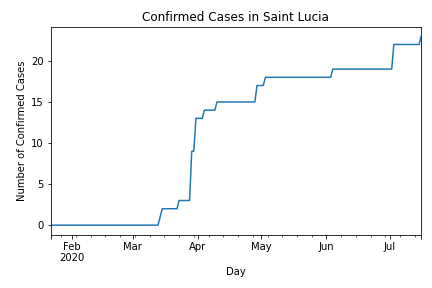 Confirmed Cases in Saint Lucia
Number of Confirmed Cases
20
15
10
5
0
Feb Mar Apr May Jun Jul
2020
Day